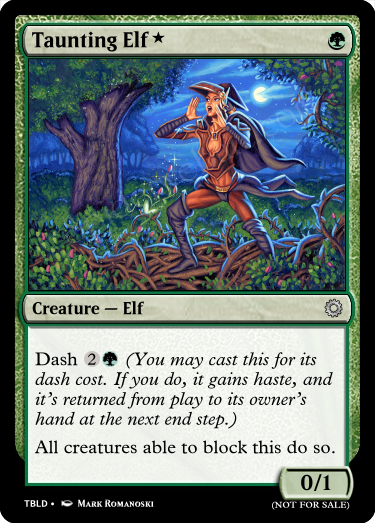 Taunting Elf★
Creature — Elf
Dash 2 (You may cast this for its
dash cost. If you do, it gains haste, and
it's returned from play to its owner's
hand at the next end step.)
All creatures able to block this do so.
0/1
TBLD • Mark Romanoski
(NOT FOR SALE)